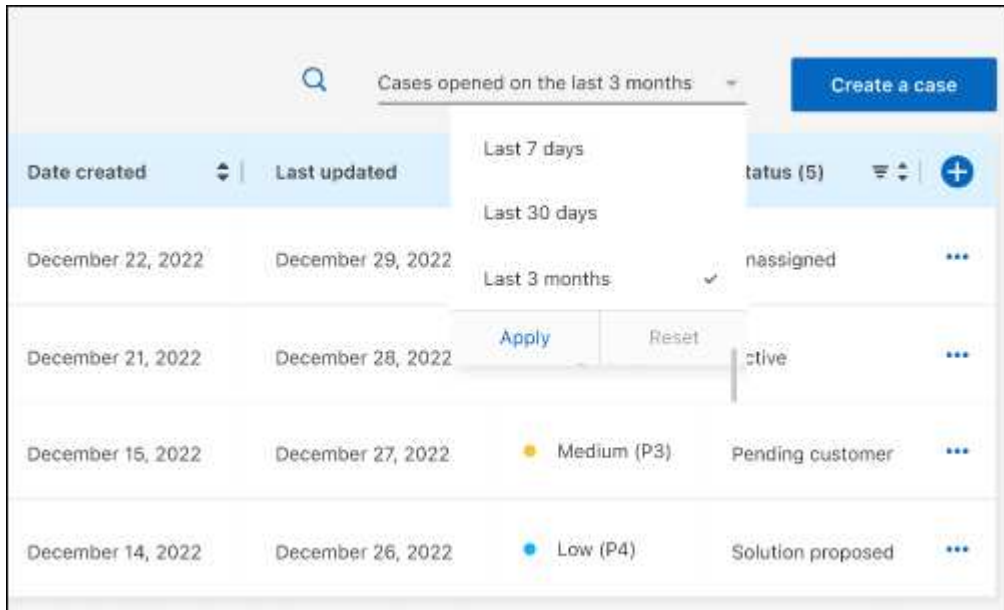 Cases opened on the last 3 months
Create a case
Last 7 days
Last 30 days
Last 3 months
Apply Reset
Date created Last updated tatus (5)
December 22, 2022 December 29, 2022 nassigned
December 21, 2022 December 28, 2022 ctive
December 15, 2022 December 27, 2022 Medium (P3) Pending customer
December 14, 2022 December 26, 2022 Low (P4) Solution proposed